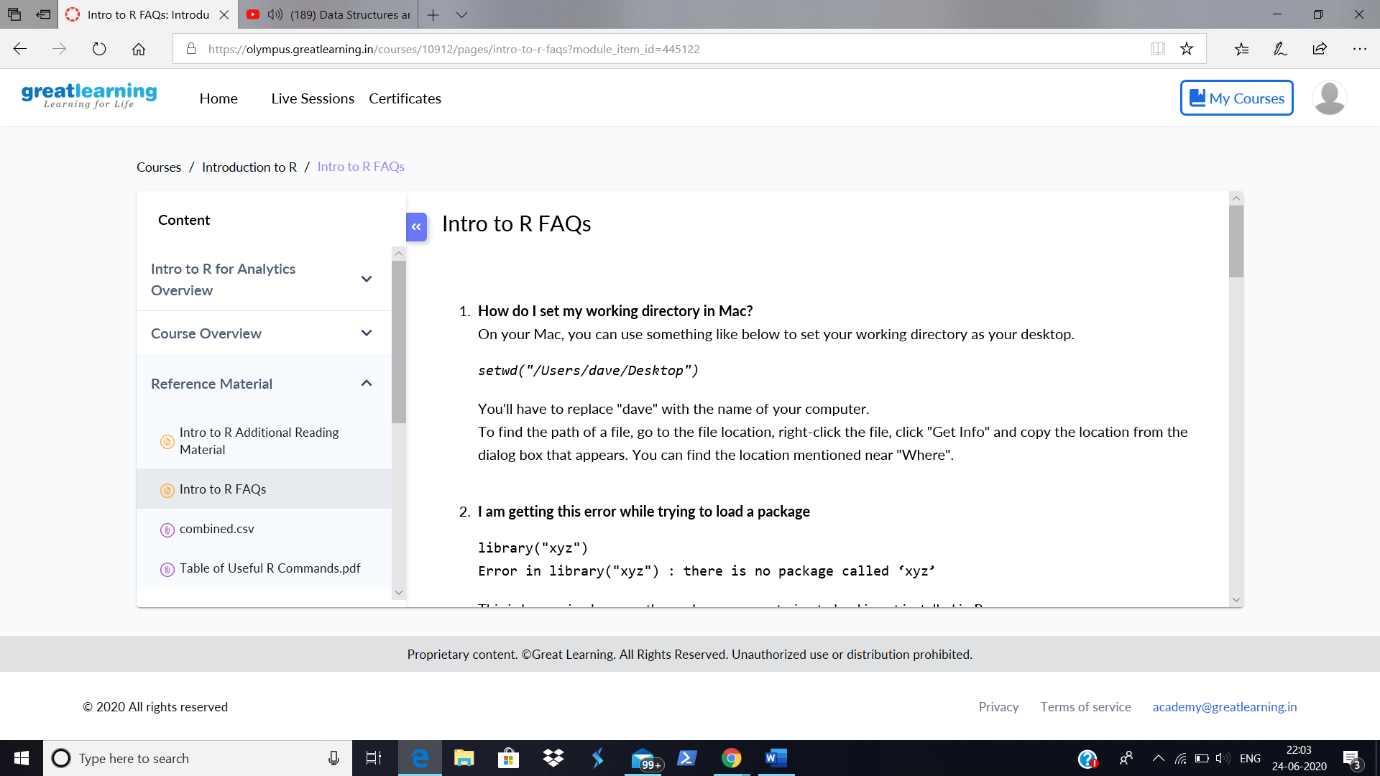 Intro to R FAQs: Introdu
(189) Data Structures ar
https://olympus.greatlearning.in/courses/10912/pages/intro-to-r-faqs?module_item_id=445122
greatlearning
Learning for Life
Home
Live Sessions
Certificates
My Courses
Courses / Introduction to R / Intro to R FAQs
Content
Intro to R for Analytics
Overview
Course Overview
Reference Material
Intro to R Additional Reading
Material
Intro to R FAQs
combined.csv
Table of Useful R Commands.pdf
Intro to R FAQs
1. How do I set my working directory in Mac?
On your Mac, you can use something like below to set your working directory as your desktop.
setwd("/Users/dave/Desktop")
You'll have to replace "dave" with the name of your computer.
To find the path of a file, go to the file location, right-click the file, click "Get Info" and copy the location from the
dialog box that appears. You can find the location mentioned near "Where".
2. I am getting this error while trying to load a package
library("xyz")
Error in library("xyz") : there is no package called ‘xyz’
Proprietary content. ©Great Learning. All Rights Reserved. Unauthorized use or distribution prohibited.
© 2020 All rights reserved
Privacy
Terms of service
academy@greatlearning.in
Type here to search
99+
ENG
22:03
24-06-2020
3